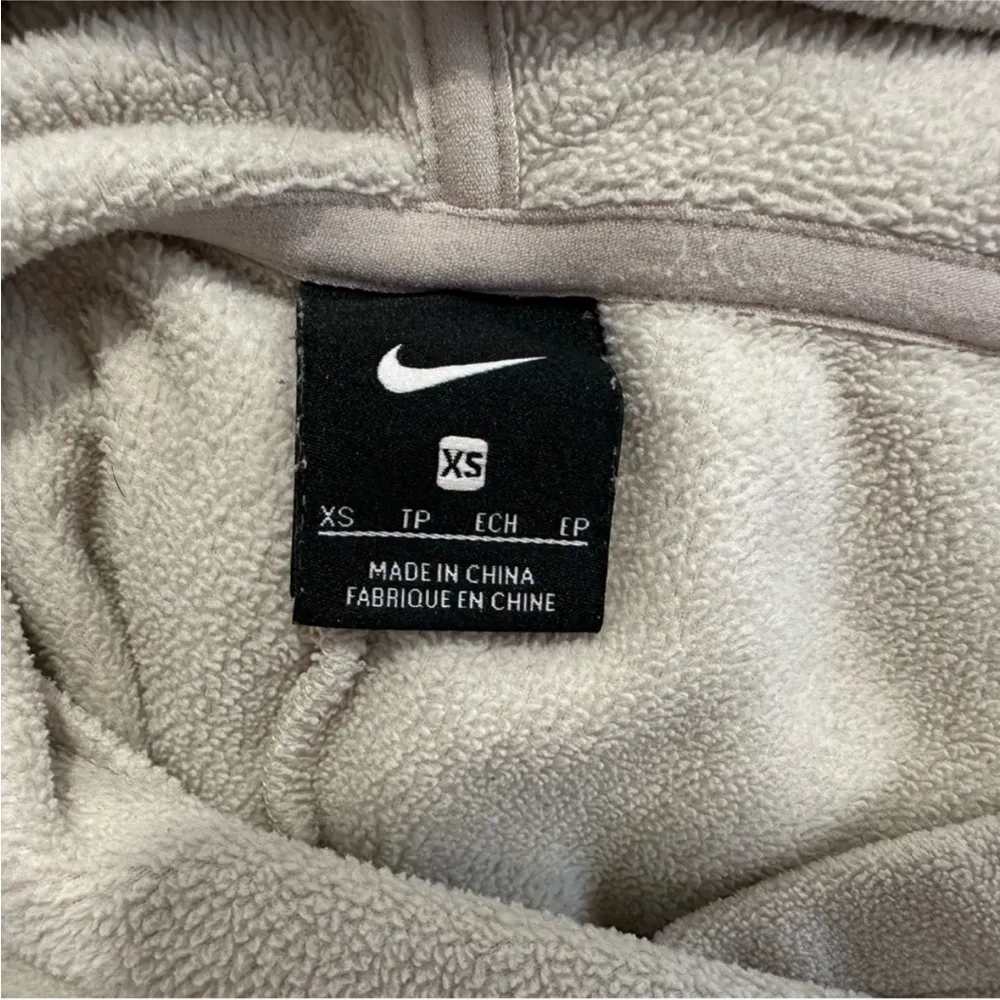 XS
XS TP ECH EP
MADE IN CHINA
FABRIQUE EN CHINE